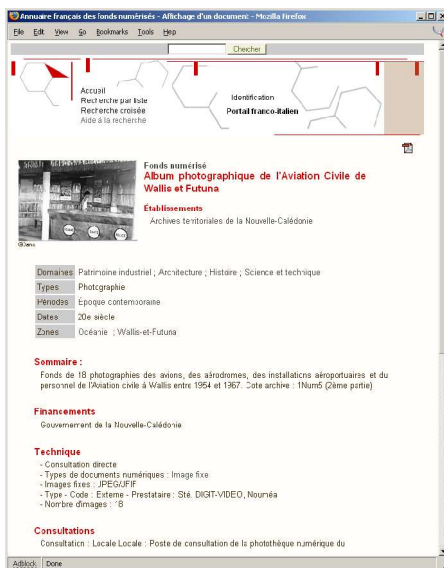 Annuaire français des fonds numérisés - Affichage d'un document - Mozilla Firefox
File Edit View Go Bookmarks Tools Help
Chercher
Accueil
Recherche par liste
Recherche croisée
Aide à la recherche
Identification
Portail franco-italien
Fonds numérisé
Album photographique de l'Aviation Civile de
Wallis et Futuna
Établissements
Archives territoriales de la Nouvelle-Calédonie
Domaines Patrimoine industriel ; Architecture ; Histoire ; Science et technique
Types Photographie
Périodes Époque contemporaine
Dates 20e siècle
Zones Océanie ; Wallis-et-Futuna
Sommaire :
Fonds de 18 photographies des avions, des aérodromes, des installations aéroportuaires et du
personnel de l'Aviation civile à Wallis entre 1954 et 1967. Cote archive : 1Num5 (2ème partie)
Financements
Gouvernement de la Nouvelle-Calédonie
Technique
- Consultation directe
- Types de documents numériques : Image fixe
- Images fixes : JPEG/JFIF
- Type - Code : Externe - Prestataire : Sté. DIGIT-VIDEO, Nouméa
- Nombre d'images : 18
Consultations
Consultation : Locale Locale : Poste de consultation de la photothèque numérique du
Adblock Done